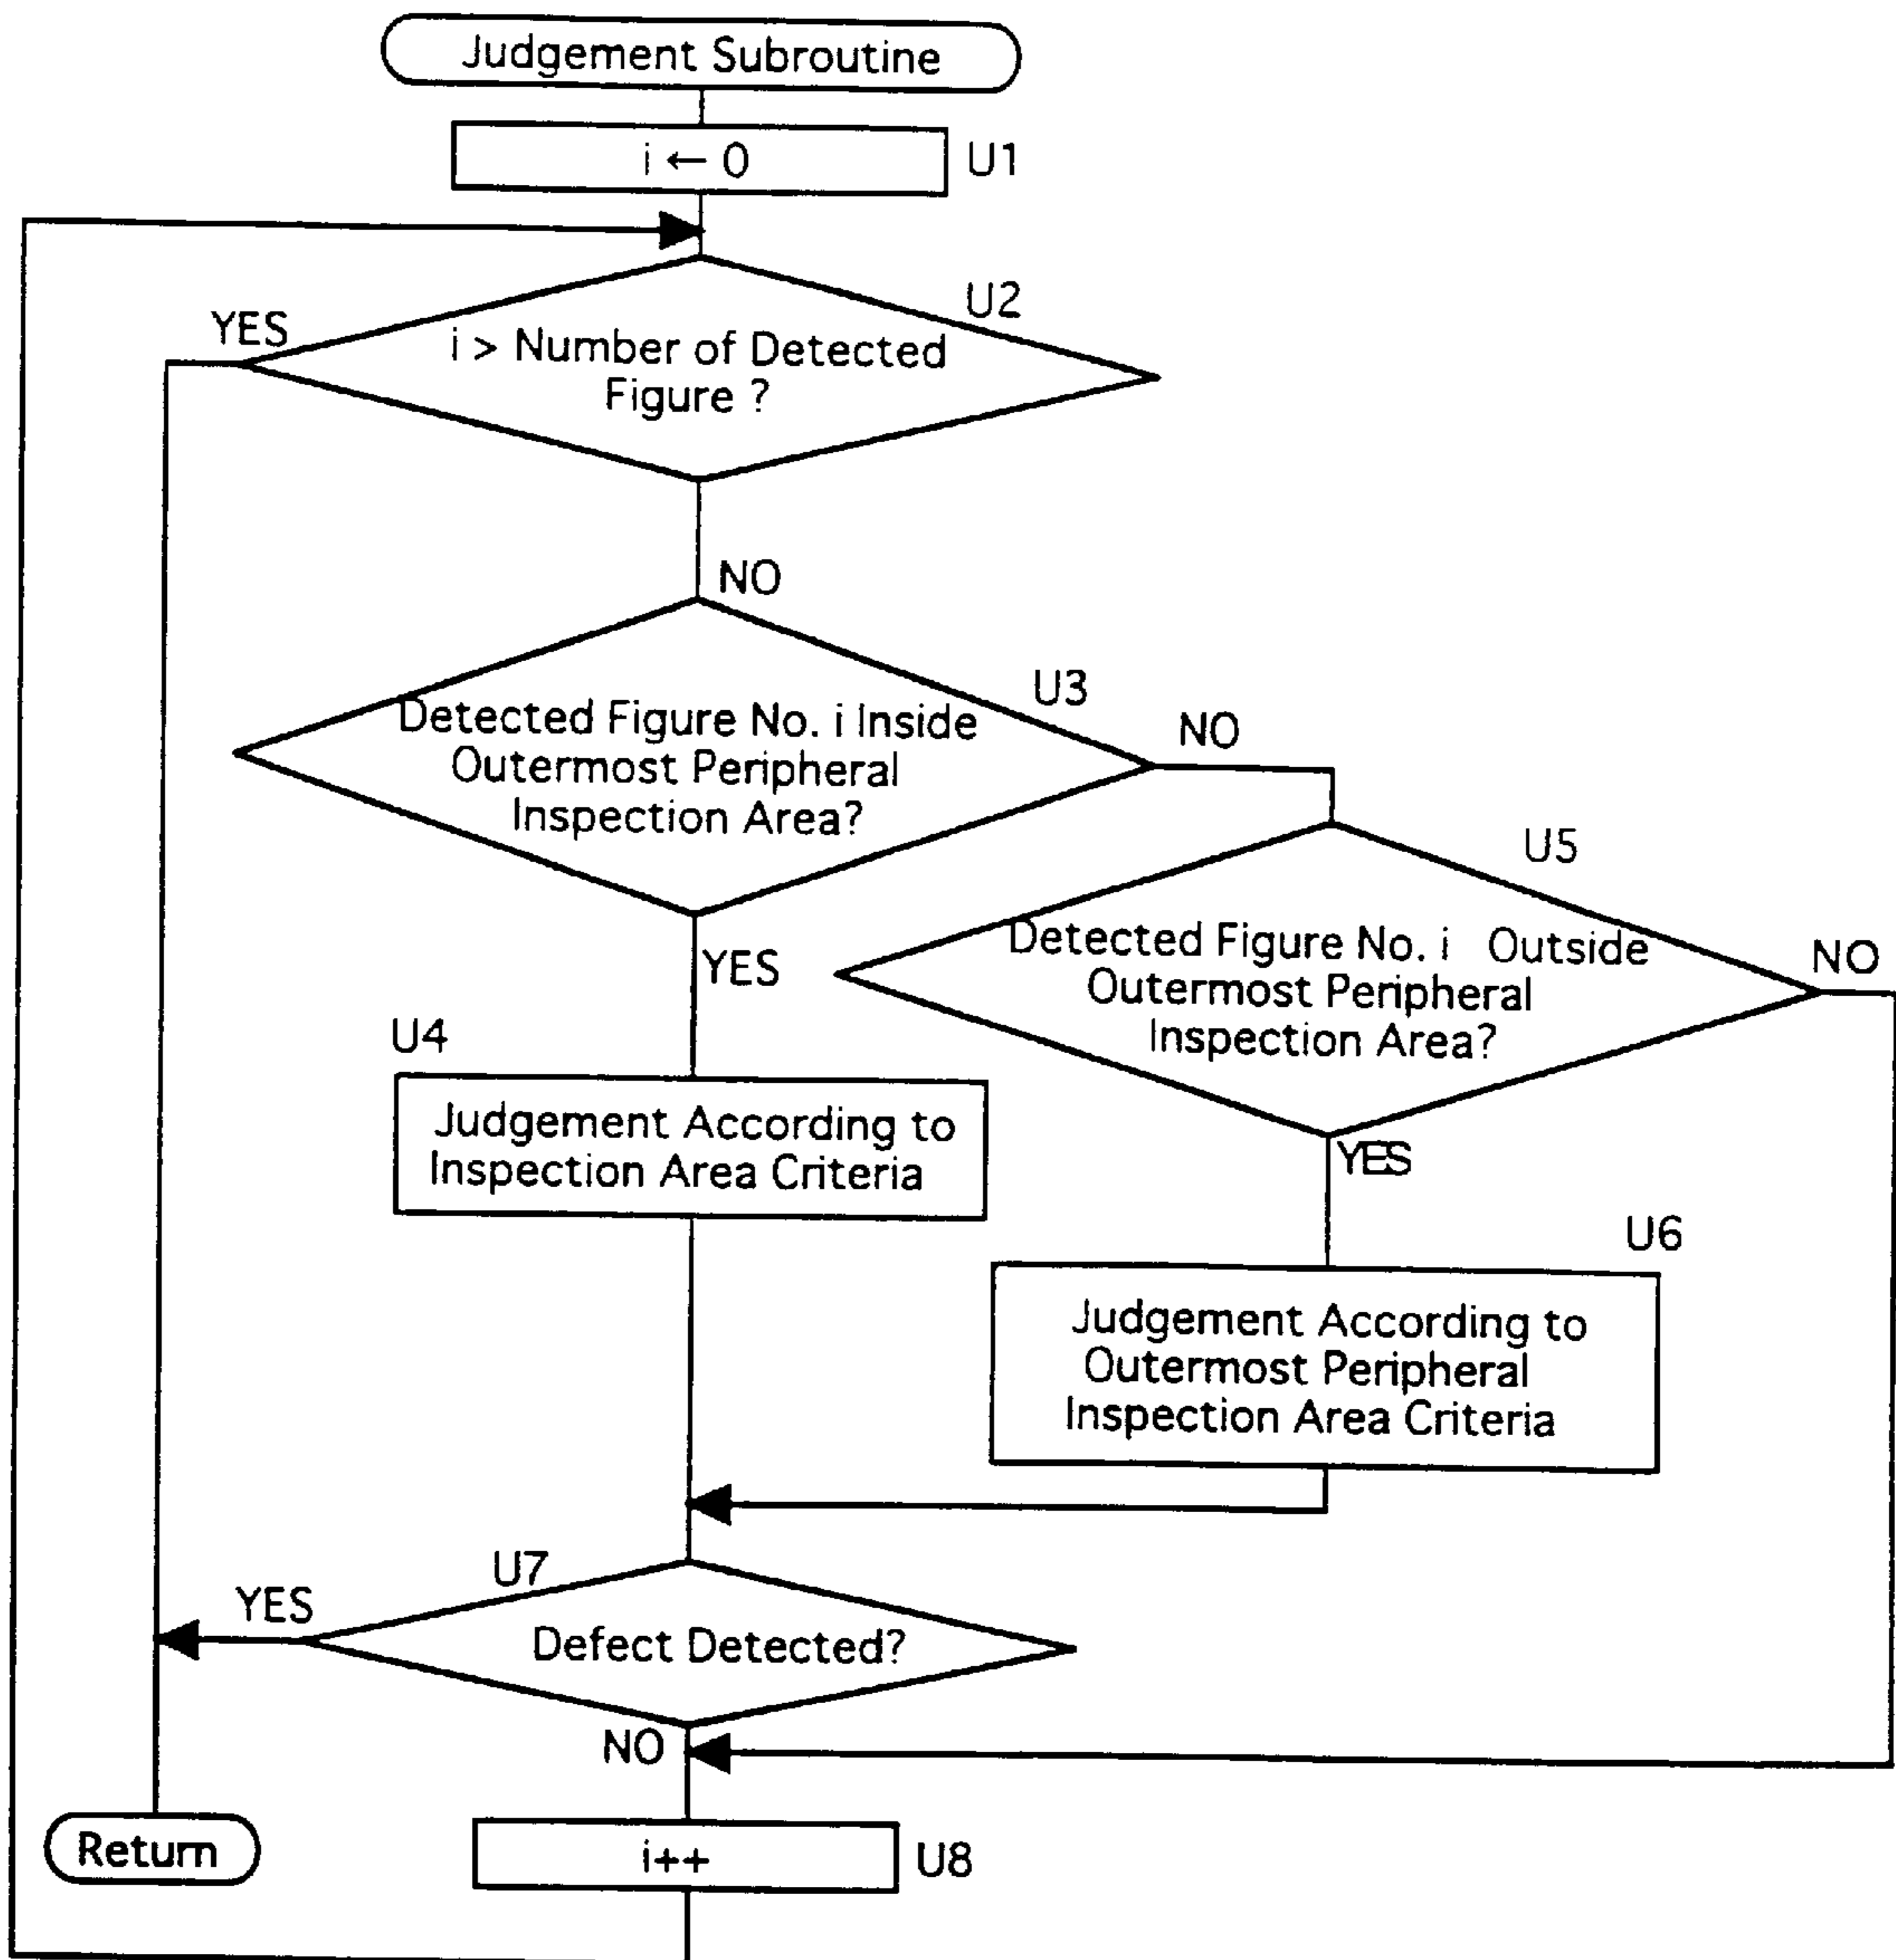 Judgement Subroutine
i ← 0
U1
U2
YES
i > Number of Detected
Figure ?
NO
U3
Detected Figure No. i Inside
Outermost Peripheral
Inspection Area?
NO
U5
YES
Detected Figure No. i Outside
Outermost Peripheral
Inspection Area?
NO
U4
Judgement According to
Inspection Area Criteria
YES
U6
Judgement According to
Outermost Peripheral
Inspection Area Criteria
U7
YES
Defect Detected?
NO
Return
i++
U8